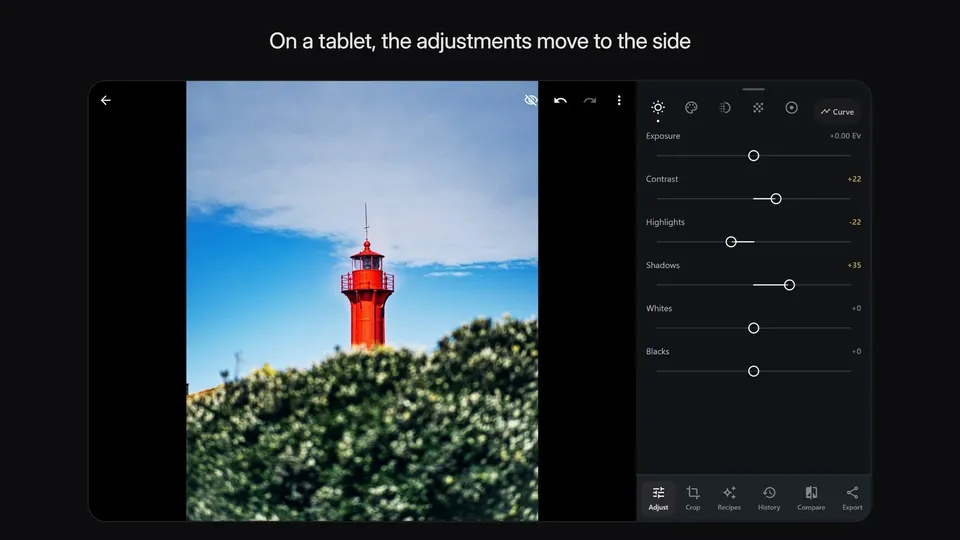 On a tablet, the adjustments move to the side
Curve
Exposure +0.00 EV
Contrast +22
Highlights -22
Shadows +35
Whites +0
Blacks +0
Adjust Crop Recipes History Compare Export